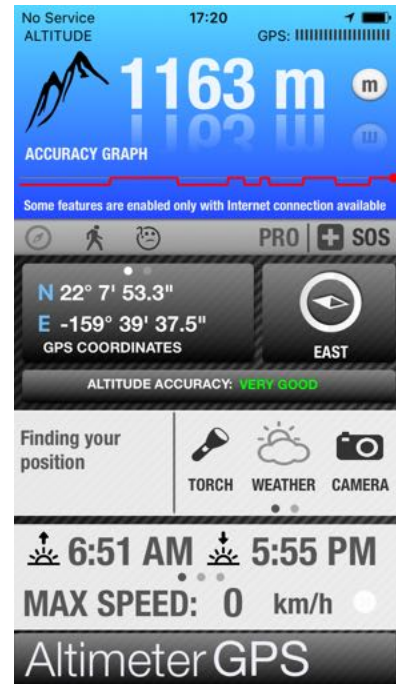 No Service 17:20
ALTITUDE GPS:
1163 m m
ACCURACY GRAPH
Some features are enabled only with Internet connection available
PRO SOS
N 22° 7' 53.3"
E -159° 39' 37.5"
GPS COORDINATES
EAST
ALTITUDE ACCURACY: VERY GOOD
Finding your
position
TORCH WEATHER CAMERA
6:51 AM 5:55 PM
MAX SPEED: 0 km/h
Altimeter GPS